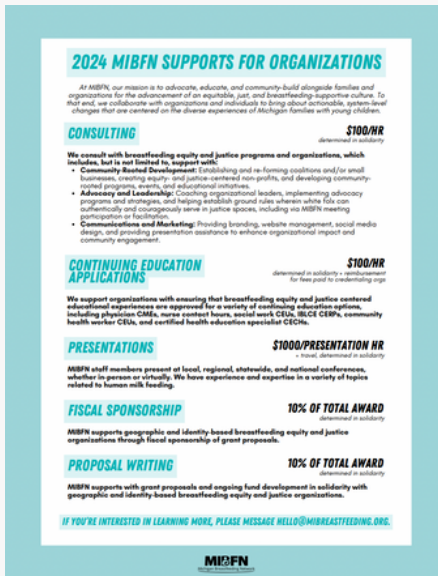 2024 MIBFN SUPPORTS FOR ORGANIZATIONS
At MIBFN, our mission is to advocate, educate, and community-build alongside families and
organizations for the advancement of an equitable, just, and breastfeeding-supportive culture. To
that end, we collaborate with organizations and individuals to bring about actionable, system-level
changes that are centered on the diverse experiences of Michigan families with young children.
CONSULTING
$100/HR
determined in solidarity
We consult with breastfeeding equity and justice programs and organizations, which
includes, but is not limited to, support with:
• Community-Rooted Development: Establishing and re-forming coalitions and/or small
businesses, creating equity- and justice-centered non-profits, and developing community-
rooted programs, events, and educational initiatives.
• Advocacy and Leadership: Coaching organizational leaders, implementing advocacy
programs and strategies, and helping establish ground rules wherein white folx can
authentically and courageously serve in justice spaces, including via MIBFN meeting
participation or facilitation.
• Communications and Marketing: Providing branding, website management, social media
design, and providing presentation assistance to enhance organizational impact and
community engagement.
CONTINUING EDUCATION
APPLICATIONS
$100/HR
determined in solidarity + reimbursement
for fees paid to credentialing orgs
We support organizations with ensuring that breastfeeding equity and justice centered
educational experiences are approved for a variety of continuing education options,
including physician CMEs, nurse contact hours, social work CEUs, IBLCE CERPs, community
health worker CEUs, and certified health education specialist CECHs.
PRESENTATIONS
$1000/PRESENTATION HR
+ travel, determined in solidarity
MIBFN staff members present at local, regional, statewide, and national conferences,
whether in-person or virtually. We have experience and expertise in a variety of topics
related to human milk feeding.
FISCAL SPONSORSHIP
10% OF TOTAL AWARD
determined in solidarity
MIBFN supports geographic and identity-based breastfeeding equity and justice
organizations through fiscal sponsorship of grant proposals.
PROPOSAL WRITING
10% OF TOTAL AWARD
determined in solidarity
MIBFN supports with grant proposals and ongoing fund development in solidarity with
geographic and identity-based breastfeeding equity and justice organizations.
IF YOU'RE INTERESTED IN LEARNING MORE, PLEASE MESSAGE HELLO@MIBREASTFEEDING.ORG.
MIBFN
Michigan Breastfeeding Network